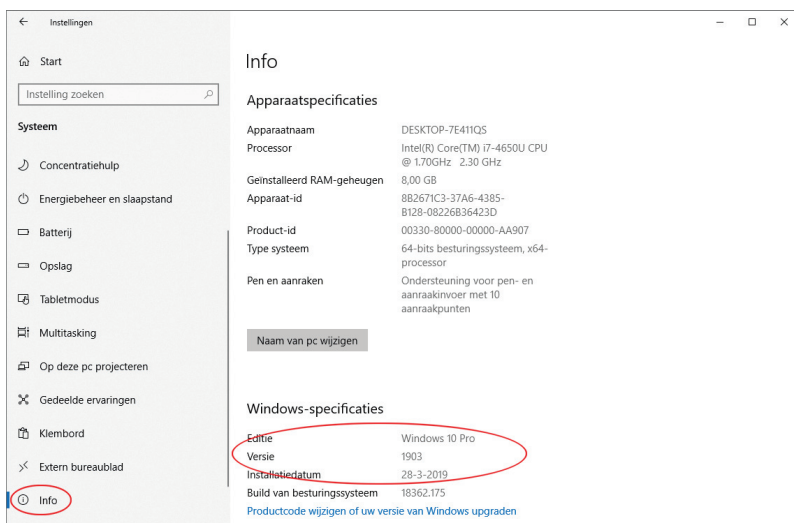 Instellingen
Start
Instelling zoeken
Systeem
Concentratiehulp
Energiebeheer en slaapstand
Batterij
Opslag
Tabletmodus
Multitasking
Op deze pc projecteren
Gedeelde ervaringen
Klembord
Extern bureaublad
Info
Info
Apparaatspecificaties
Apparaatnaam DESKTOP-7E411QS
Processor Intel(R) Core(TM) i7-4650U CPU
@ 1.70GHz 2.30 GHz
Geïnstalleerd RAM-geheugen 8,00 GB
Apparaat-id 8B2671C3-37A6-4385-
B128-08226B36423D
Product-id 00330-80000-00000-AA907
Type systeem 64-bits besturingssysteem, x64-
processor
Pen en aanraken Ondersteuning voor pen- en
aanraakinvoer met 10
aanraakpunten
Naam van pc wijzigen
Windows-specificaties
Editie Windows 10 Pro
Versie 1903
Installatiedatum 28-3-2019
Build van besturingssysteem 18362.175
Productcode wijzigen of uw versie van Windows upgraden